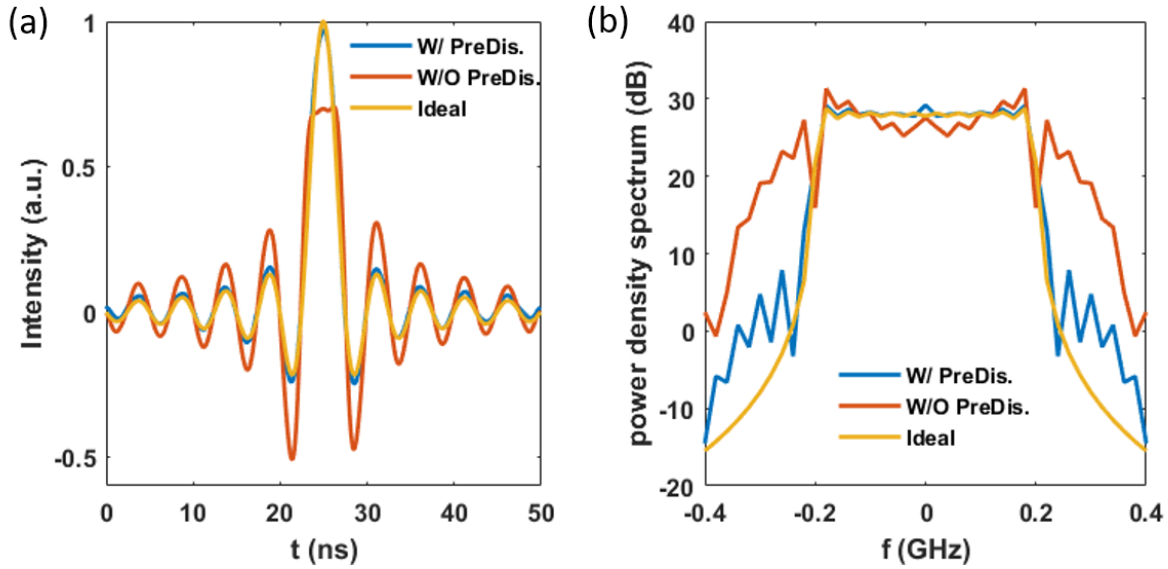 (a)
Intensity (a.u.)
1
0.5
0
-0.5
W/ PreDis.
W/O PreDis.
Ideal
0 10 20 30 40 50
t (ns)
(b)
power density spectrum (dB)
40
30
20
10
0
-10
-20
W/ PreDis.
W/O PreDis.
Ideal
-0.4 -0.2 0 0.2 0.4
f (GHz)